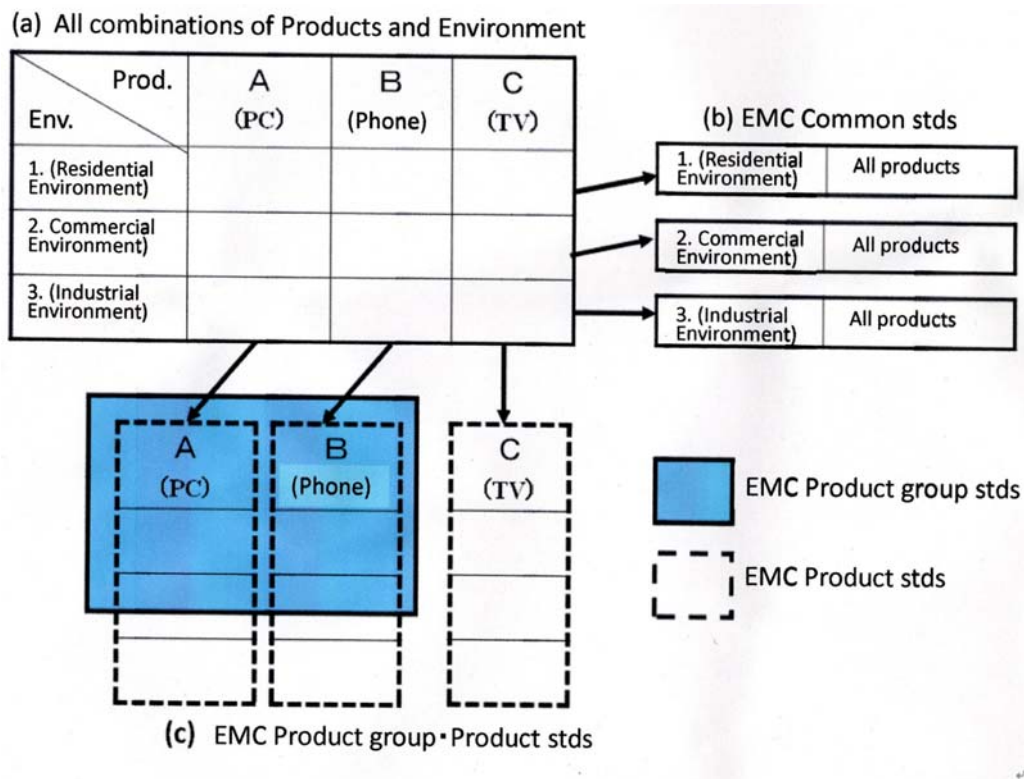 (a) All combinations of Products and Environment
Prod.
Env.
A
(PC)
B
(Phone)
C
(TV)
1. (Residential
Environment)
2. Commercial
Environment)
3. (Industrial
Environment)
(b) EMC Common stds
1. (Residential
Environment)
All products
2. Commercial
Environment)
All products
3. (Industrial
Environment)
All products
A
(PC)
B
(Phone)
C
(TV)
EMC Product group stds
EMC Product stds
(c) EMC Product group・Product stds